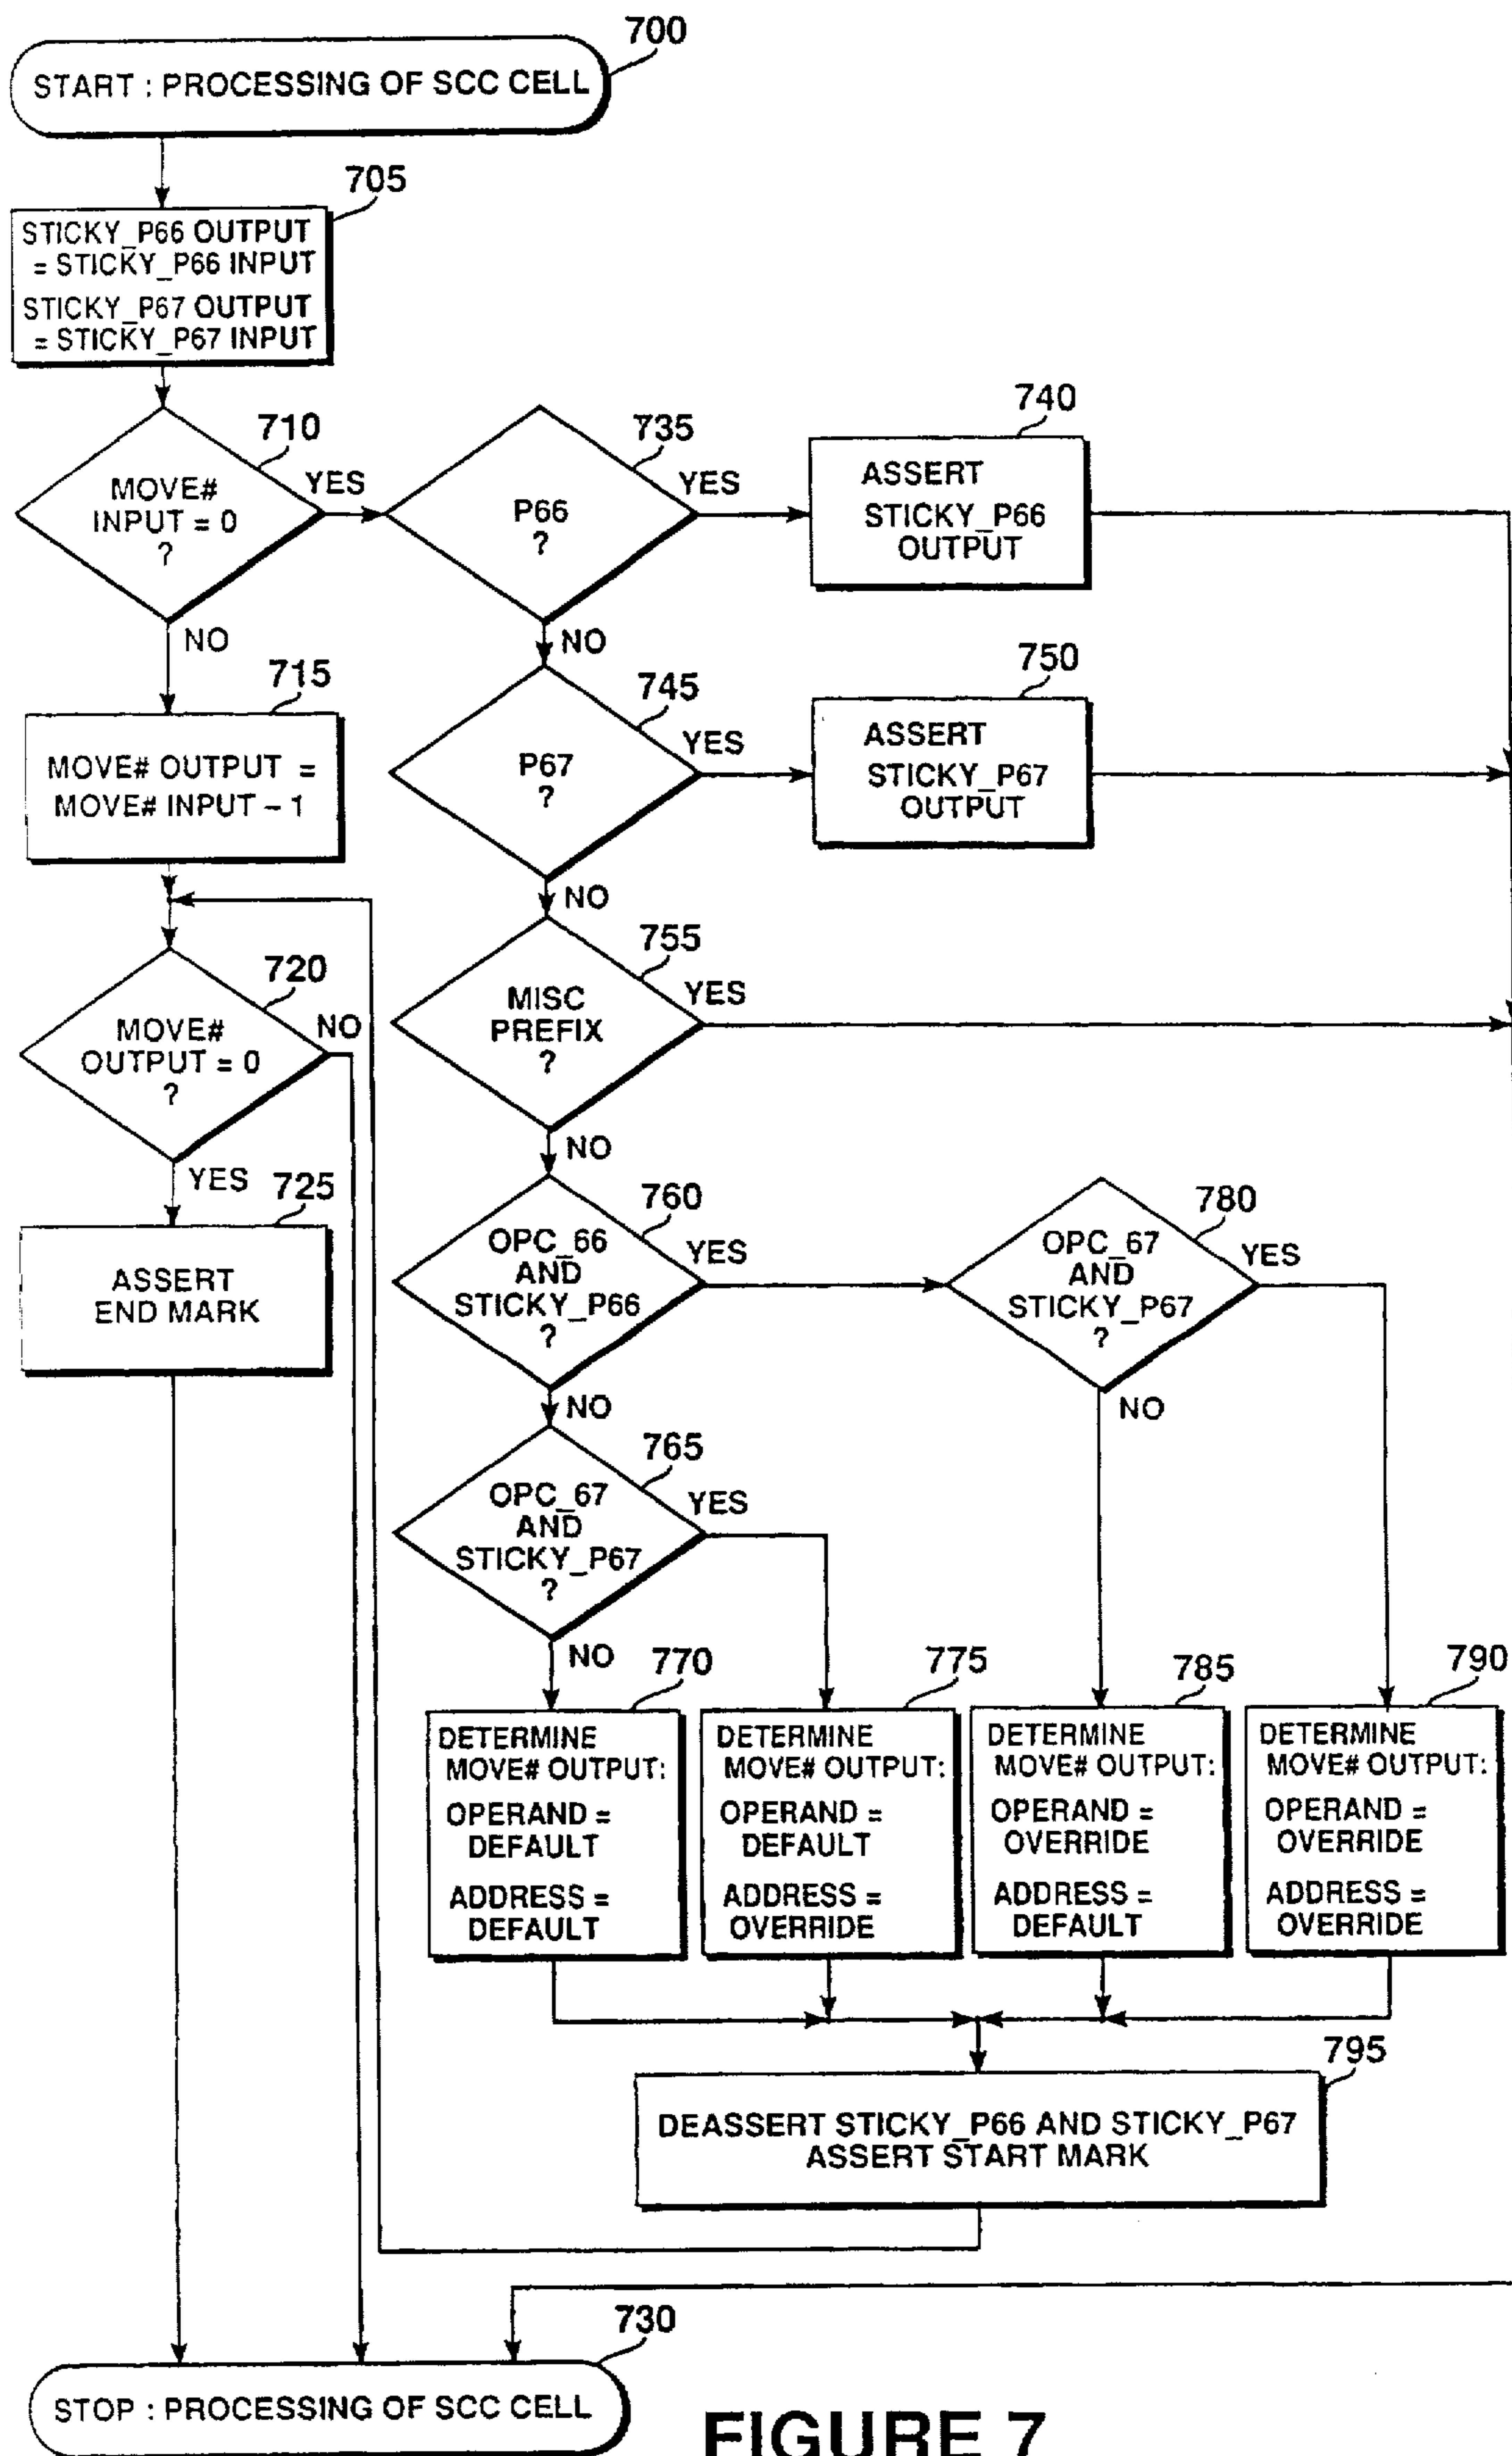 700
START : PROCESSING OF SCC CELL
705
STICKY_P66 OUTPUT
= STICKY_P66 INPUT
STICKY_P67 OUTPUT
= STICKY_P67 INPUT
710
MOVE#
INPUT = 0
?
YES
NO
735
P66
?
YES
NO
740
ASSERT
STICKY_P66
OUTPUT
715
MOVE# OUTPUT =
MOVE# INPUT – 1
745
P67
?
YES
NO
750
ASSERT
STICKY_P67
OUTPUT
720
MOVE#
OUTPUT = 0
?
NO
YES
755
MISC
PREFIX
?
YES
NO
725
ASSERT
END MARK
760
OPC_66
AND
STICKY_P66
?
YES
NO
780
OPC_67
AND
STICKY_P67
?
YES
NO
765
OPC_67
AND
STICKY_P67
?
YES
NO
770
DETERMINE
MOVE# OUTPUT:
OPERAND =
DEFAULT
ADDRESS =
DEFAULT
775
DETERMINE
MOVE# OUTPUT:
OPERAND =
DEFAULT
ADDRESS =
OVERRIDE
785
DETERMINE
MOVE# OUTPUT:
OPERAND =
OVERRIDE
ADDRESS =
DEFAULT
790
DETERMINE
MOVE# OUTPUT:
OPERAND =
OVERRIDE
ADDRESS =
OVERRIDE
795
DEASSERT STICKY_P66 AND STICKY_P67
ASSERT START MARK
730
STOP : PROCESSING OF SCC CELL
FIGURE 7